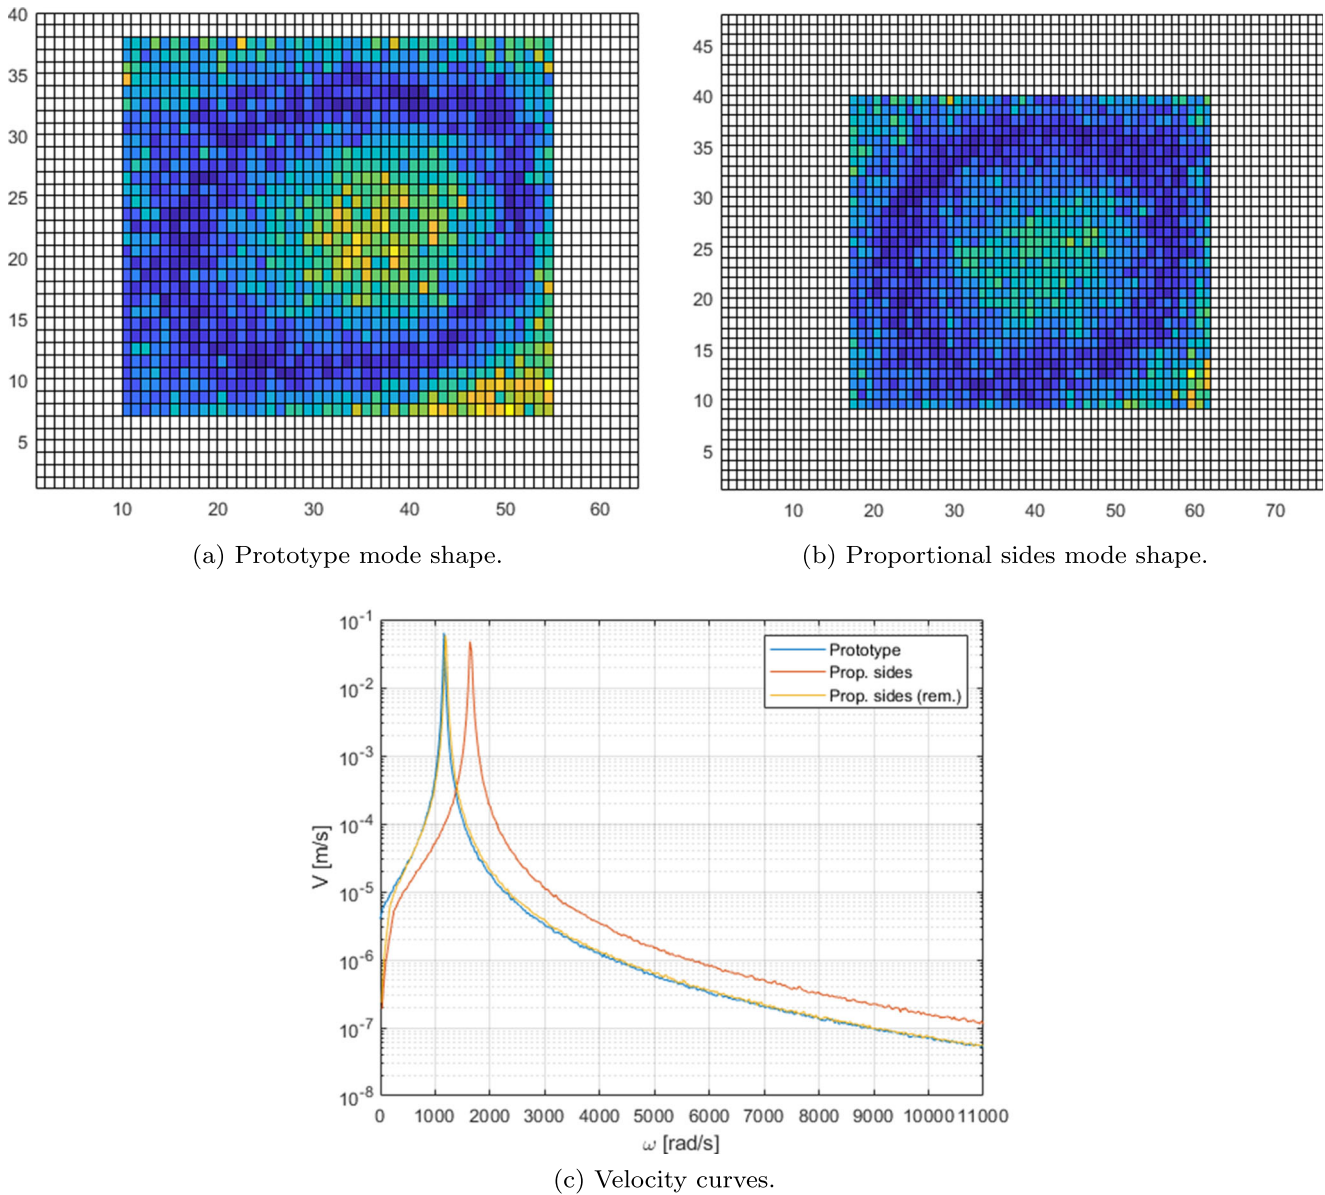 40
35
30
25
20
15
10
5
10 20 30 40 50 60
(a) Prototype mode shape.
45
40
35
30
25
20
15
10
5
10 20 30 40 50 60 70
(b) Proportional sides mode shape.
10-1
10-2
10-3
10-4
10-5
10-6
10-7
10-8
V [m/s]
Prototype
Prop. sides
Prop. sides (rem.)
0 1000 2000 3000 4000 5000 6000 7000 8000 9000 10000 11000
ω [rad/s]
(c) Velocity curves.